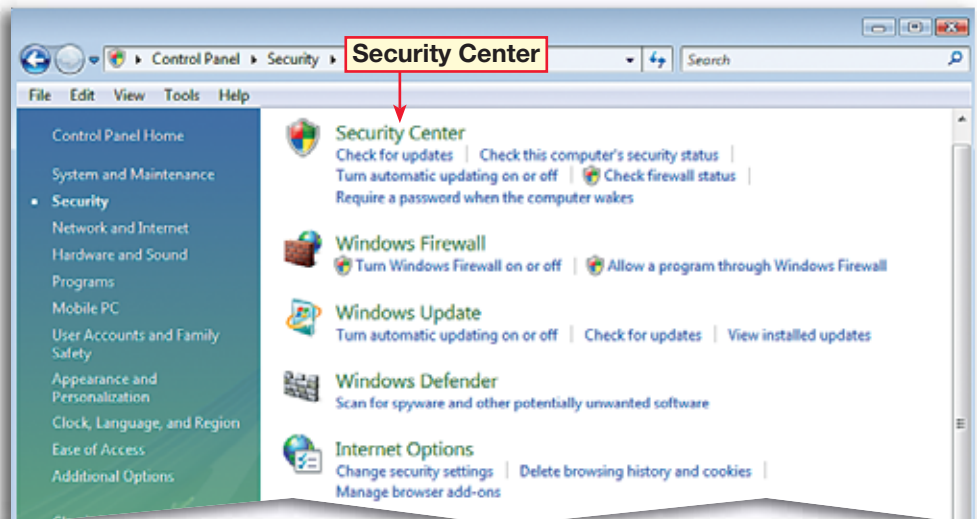 Control Panel Security
Security Center
Search
File Edit View Tools Help
Control Panel Home
System and Maintenance
Security
Network and Internet
Hardware and Sound
Programs
Mobile PC
User Accounts and Family
Safety
Appearance and
Personalization
Clock, Language, and Region
Ease of Access
Additional Options
Security Center
Check for updates | Check this computer's security status |
Turn automatic updating on or off | Check firewall status |
Require a password when the computer wakes
Windows Firewall
Turn Windows Firewall on or off | Allow a program through Windows Firewall
Windows Update
Turn automatic updating on or off | Check for updates | View installed updates
Windows Defender
Scan for spyware and other potentially unwanted software
Internet Options
Change security settings | Delete browsing history and cookies |
Manage browser add-ons